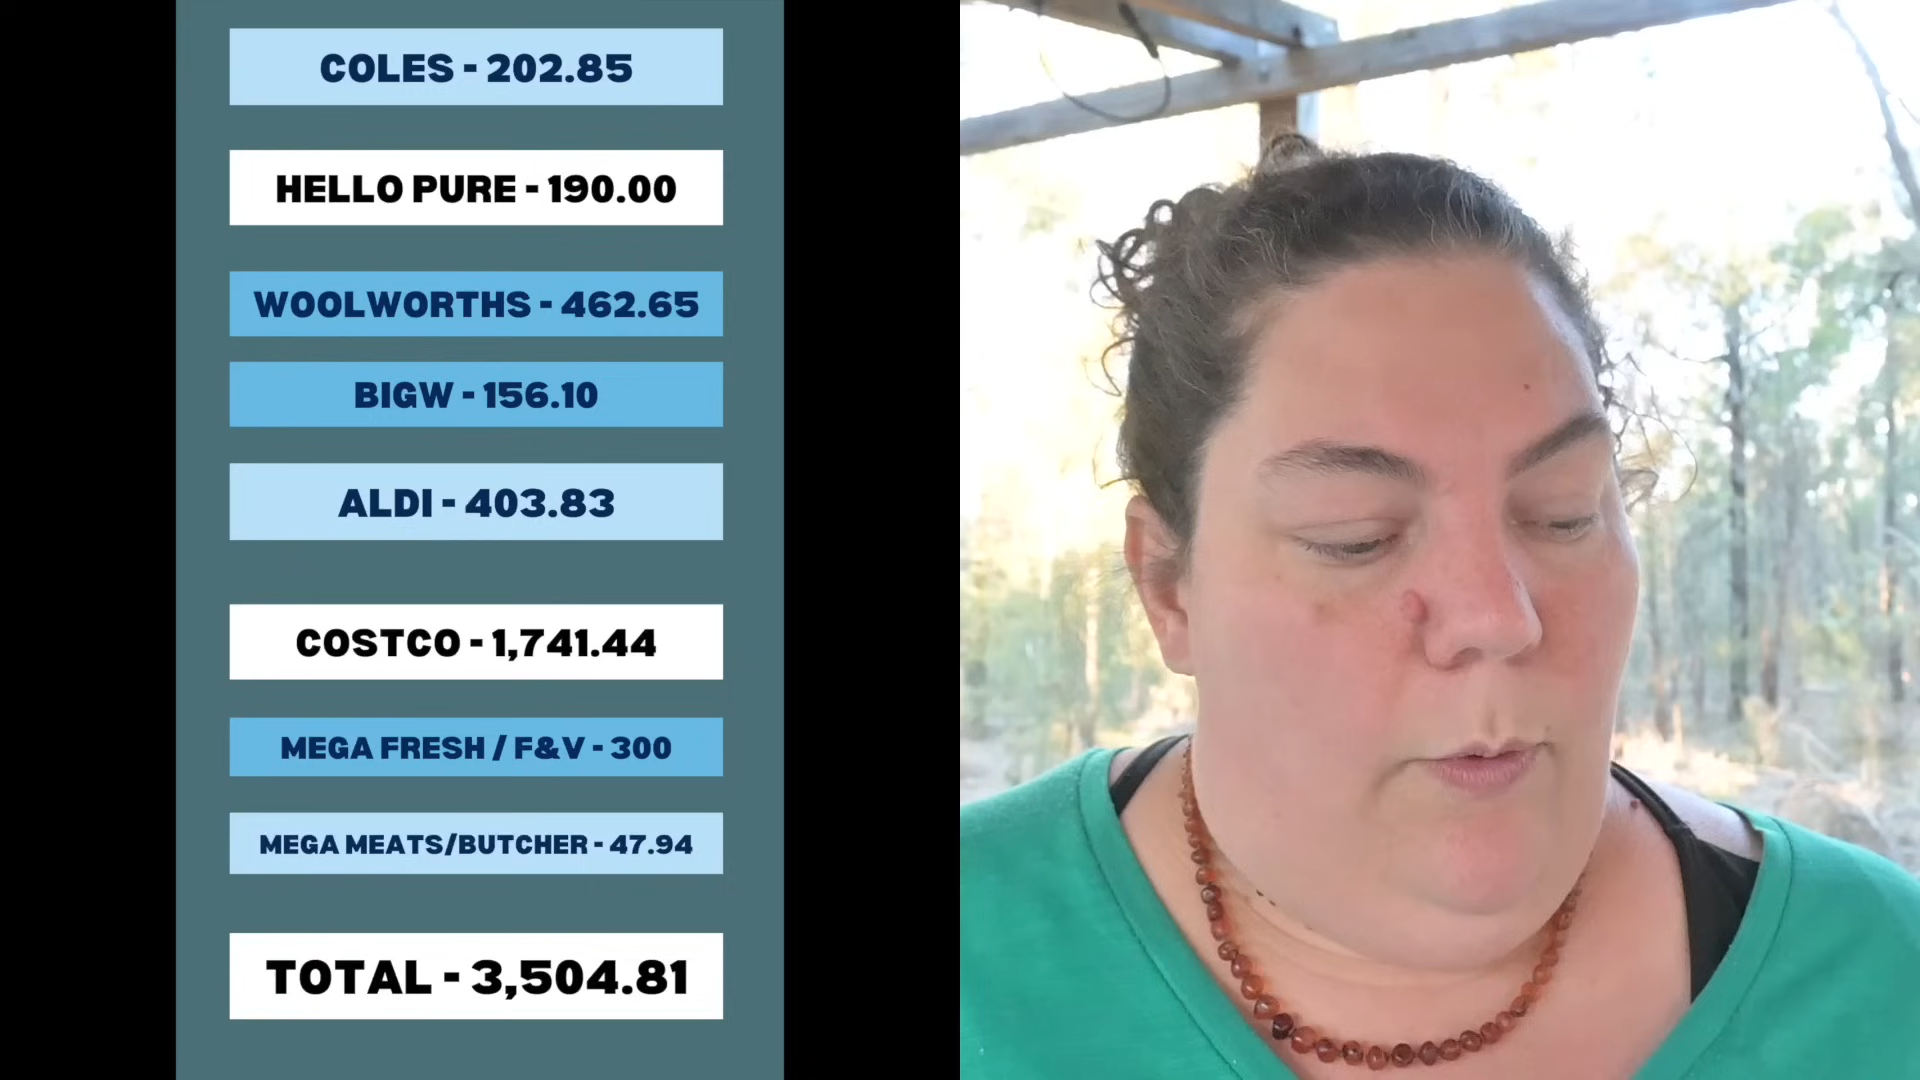 COLES - 202.85
HELLO PURE - 190.00
WOOLWORTHS - 462.65
BIGW - 156.10
ALDI - 403.83
COSTCO - 1,741.44
MEGA FRESH / F&V - 300
MEGA MEATS/BUTCHER - 47.94
TOTAL - 3,504.81